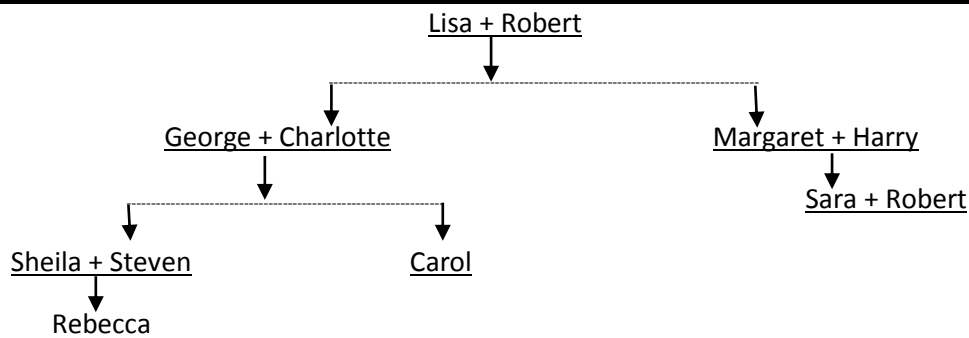 Lisa + Robert
George + Charlotte
Margaret + Harry
Sara + Robert
Sheila + Steven
Carol
Rebecca